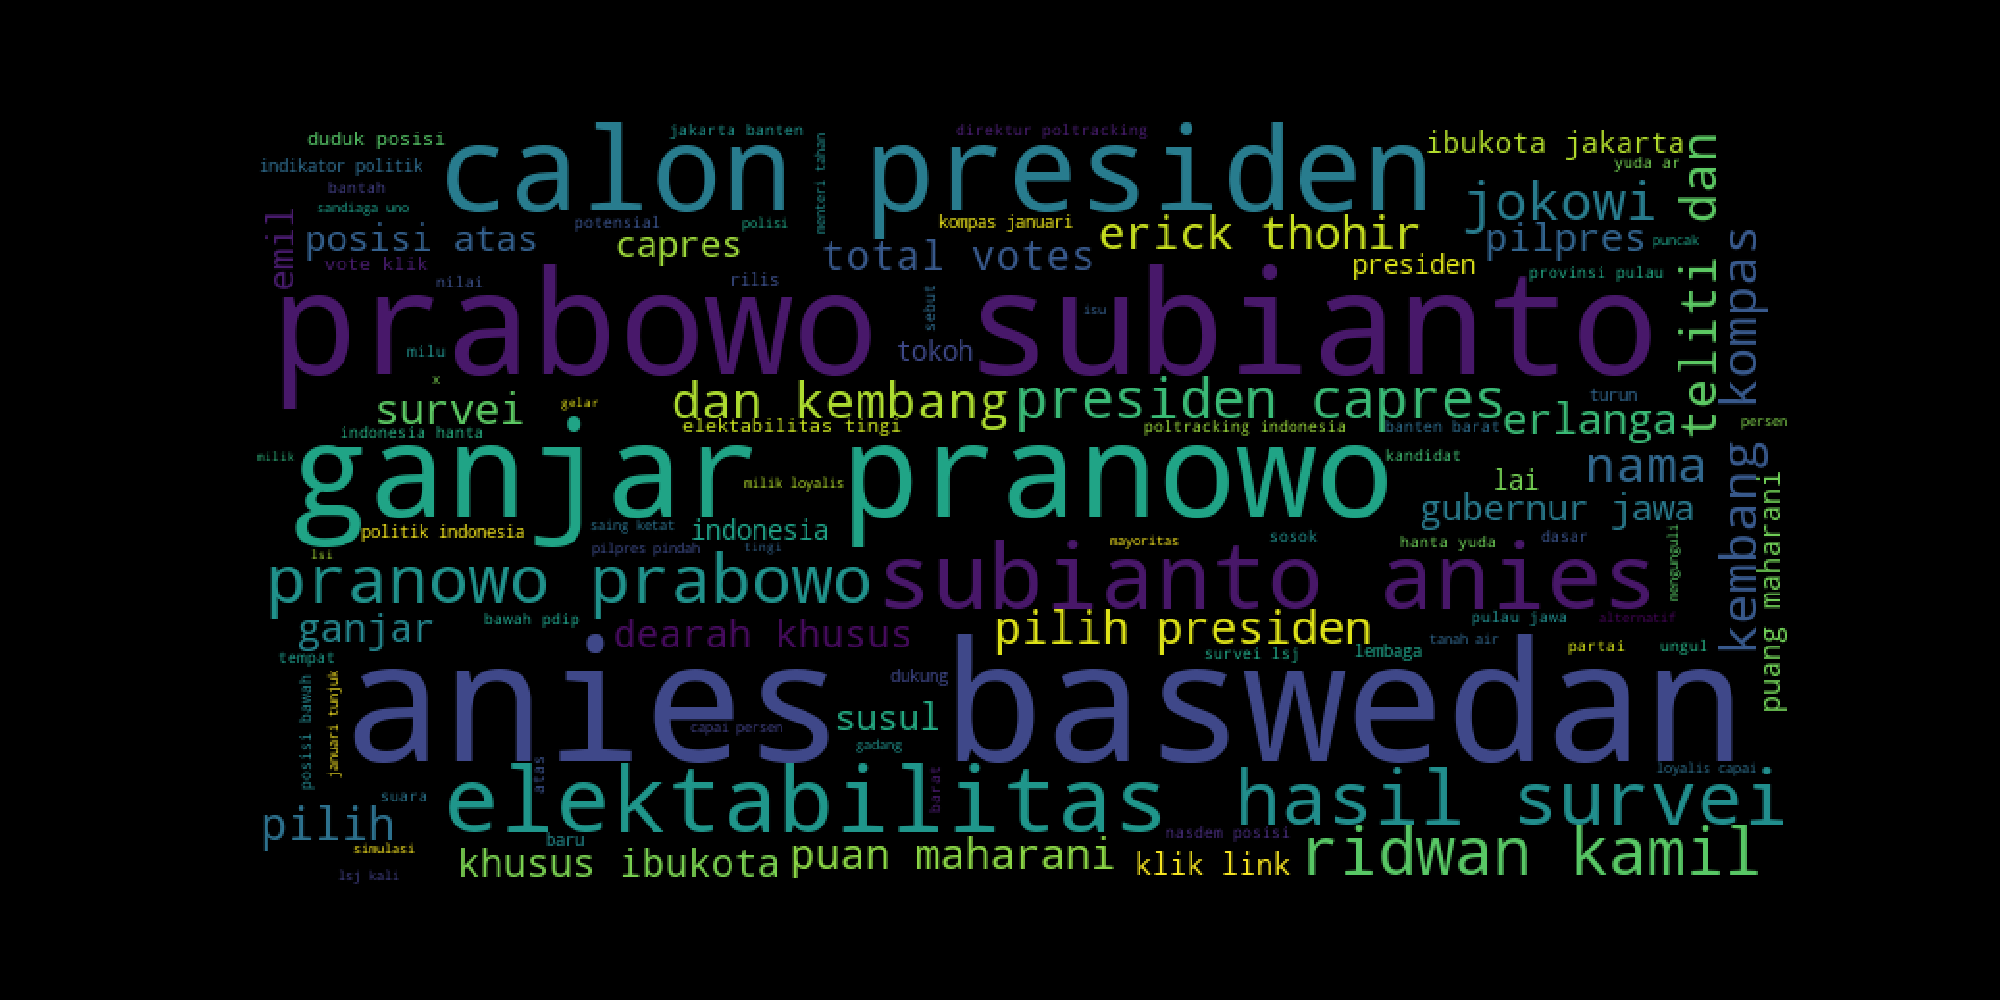 duduk posisi
jakarta banten
direktur poltracking
ibukota jakarta
indikator politik
calon presiden
menteri tahan
yuda ar
teliti dan
bantah
sandiaga uno
jokowi
emil
potensial
polisi
kompas januari
erick thohir
posisi atas
capres
total votes
pilpres
puncak
kompas
vote klik
presiden
provinsi pulau
nilai
rilis
prabowo subianto
sebut
isu
milu
tokoh
x
dan kembang
presiden capres
turun
survei
gelar
erlanga
persen
indonesia hanta
elektabilitas tingi
poltracking indonesia
banten barat
milik
ganjar pranowo
kandidat
nama
kembang
milik loyalis
lai
puang maharani
gubernur jawa
politik indonesia
saing ketat
indonesia
lsi
pilpres pindah
tingi
mayoritas
sosok
hanta yuda
dasar
mengunguli
pranowo prabowo
subianto anies
ganjar
bawah pdip
dearah khusus
pilih presiden
pulau jawa
alternatif
tanah air
tempat
survei lsj
lembaga
partai
ungul
posisi bawah
januari tunjuk
anies baswedan
dukung
susul
capai persen
gadang
atas
barat
loyalis capai
suara
elektabilitas
hasil survei
pilih
baru
nasdem posisi
simulasi
khusus ibukota
puan maharani
klik link
ridwan kamil
lsj kali